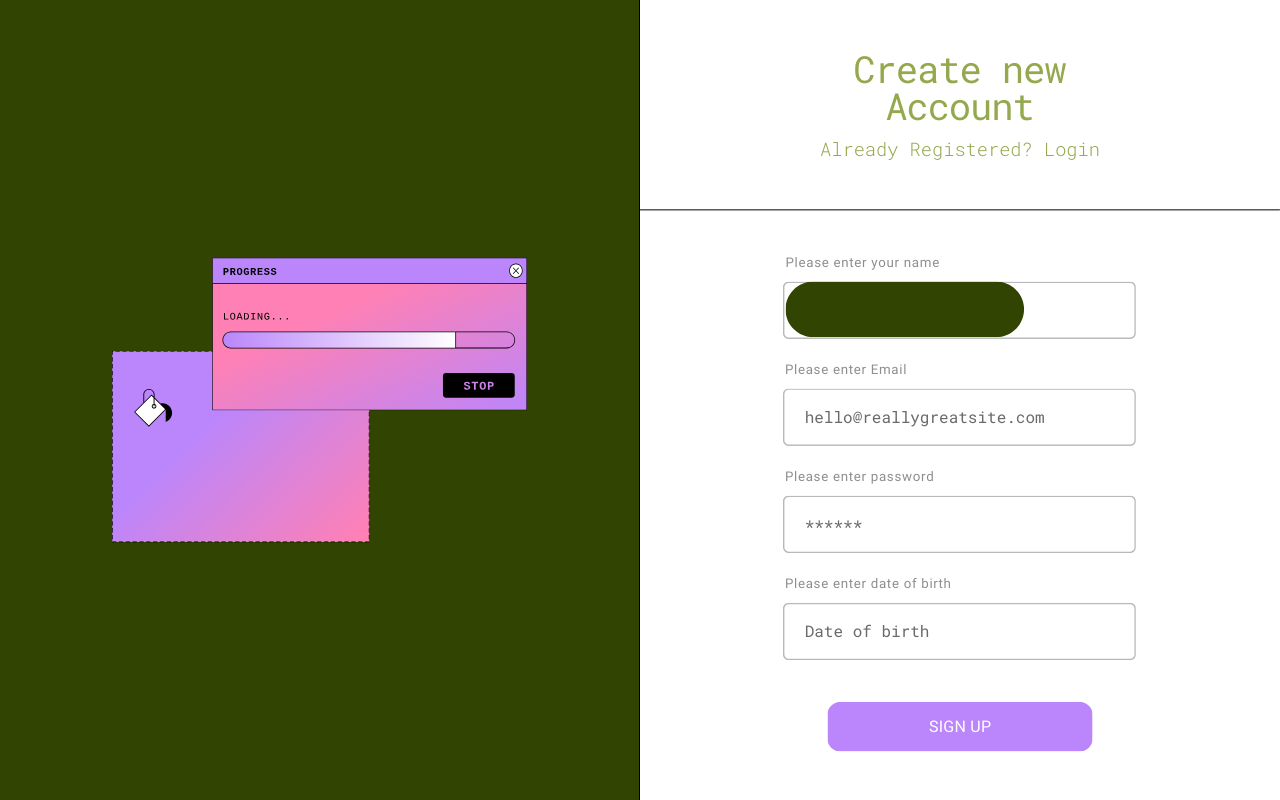 PROGRESS
LOADING...
STOP
Create new
Account
Already Registered? Login
Please enter your name
Please enter Email
hello@reallygreatsite.com
Please enter password
******
Please enter date of birth
Date of birth
SIGN UP